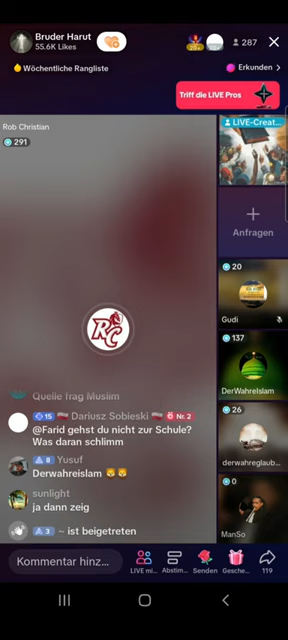 Bruder Harut
55.6K Likes
287
Wöchentliche Rangliste
Erkunden
Triff die LIVE Pros
Rob Christian
291
LIVE-Creat...
RC
Anfragen
20
Gudi
137
DerWahreIslam
26
derwahreglaub...
0
ManSo
Quelle frag Muslim
15 Dariusz Sobieski Nr. 2
@Farid gehst du nicht zur Schule?
Was daran schlimm
8 Yusuf
Derwahreislam
sunlight
ja dann zeig
3 ~ ist beigetreten
Kommentar hinz...
LIVE mi...
Abstim...
Senden
Gesche...
119